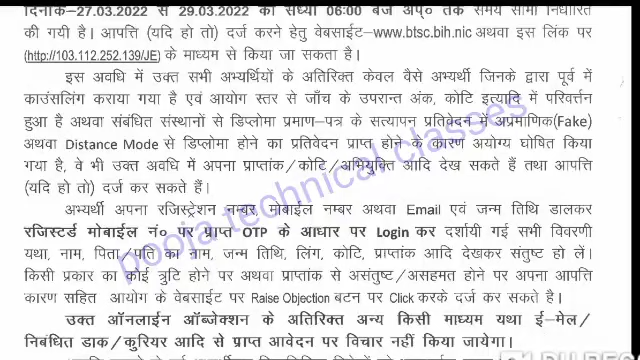 दिनांक–27.03.2022 से 29.03.2022 को संध्या 06:00 बजे अप० तक समय सीमा निर्धारित
की गयी है। आपत्ति (यदि हो तो) दर्ज करने हेतु वेबसाईट–www.btsc.bih.nic अथवा इस लिंक पर
(http://103.112.252.139/JE) के माध्यम से किया जा सकता है।
इस अवधि में उक्त सभी अभ्यर्थियों के अतिरिक्त केवल वैसे अभ्यर्थी जिनके द्वारा पूर्व में
काउंसलिंग कराया गया है एवं आयोग स्तर से जाँच के उपरान्त अंक, कोटि इत्यादि में परिवर्त्तन
हुआ है अथवा संबंधित संस्थानों से डिप्लोमा प्रमाण–पत्र के सत्यापन प्रतिवेदन में अप्रमाणिक(Fake)
अथवा Distance Mode से डिप्लोमा होने का प्रतिवेदन प्राप्त होने के कारण अयोग्य घोषित किया
गया है, वे भी उक्त अवधि में अपना प्राप्तांक/कोटि/अभियुक्ति आदि देख सकते हैं तथा आपत्ति
(यदि हो तो) दर्ज कर सकते हैं।
अभ्यर्थी अपना रजिस्ट्रेशन नम्बर, मोबाईल नम्बर अथवा Email एवं जन्म तिथि डालकर
रजिस्टर्ड मोबाईल नं० पर प्राप्त OTP के आधार पर Login कर दर्शायी गई सभी विवरणी
यथा, नाम, पिता/पति का नाम, जन्म तिथि, लिंग, कोटि, प्राप्तांक आदि देखकर संतुष्ट हो लें।
किसी प्रकार का कोई त्रुटि होने पर अथवा प्राप्तांक से असंतुष्ट/असहमत होने पर अपना आपत्ति
कारण सहित आयोग के वेबसाईट पर Raise Objection बटन पर Click करके दर्ज कर सकते है।
उक्त ऑनलाईन ऑब्जेक्शन के अतिरिक्त अन्य किसी माध्यम यथा ई–मेल/
निबंधित डाक/कुरियर आदि से प्राप्त आवेदन पर विचार नहीं किया जायेगा।
pooja technical classes